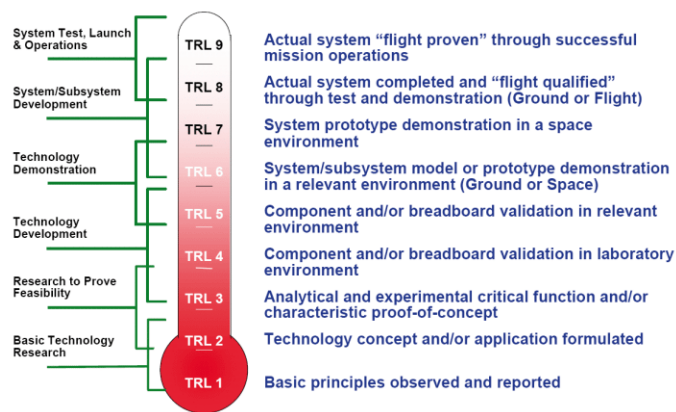 System Test, Launch
& Operations
System/Subsystem
Development
Technology
Demonstration
Technology
Development
Research to Prove
Feasibility
Basic Technology
Research
TRL 9
TRL 8
TRL 7
TRL 6
TRL 5
TRL 4
TRL 3
TRL 2
TRL 1
Actual system “flight proven” through successful
mission operations
Actual system completed and “flight qualified”
through test and demonstration (Ground or Flight)
System prototype demonstration in a space
environment
System/subsystem model or prototype demonstration
in a relevant environment (Ground or Space)
Component and/or breadboard validation in relevant
environment
Component and/or breadboard validation in laboratory
environment
Analytical and experimental critical function and/or
characteristic proof-of-concept
Technology concept and/or application formulated
Basic principles observed and reported